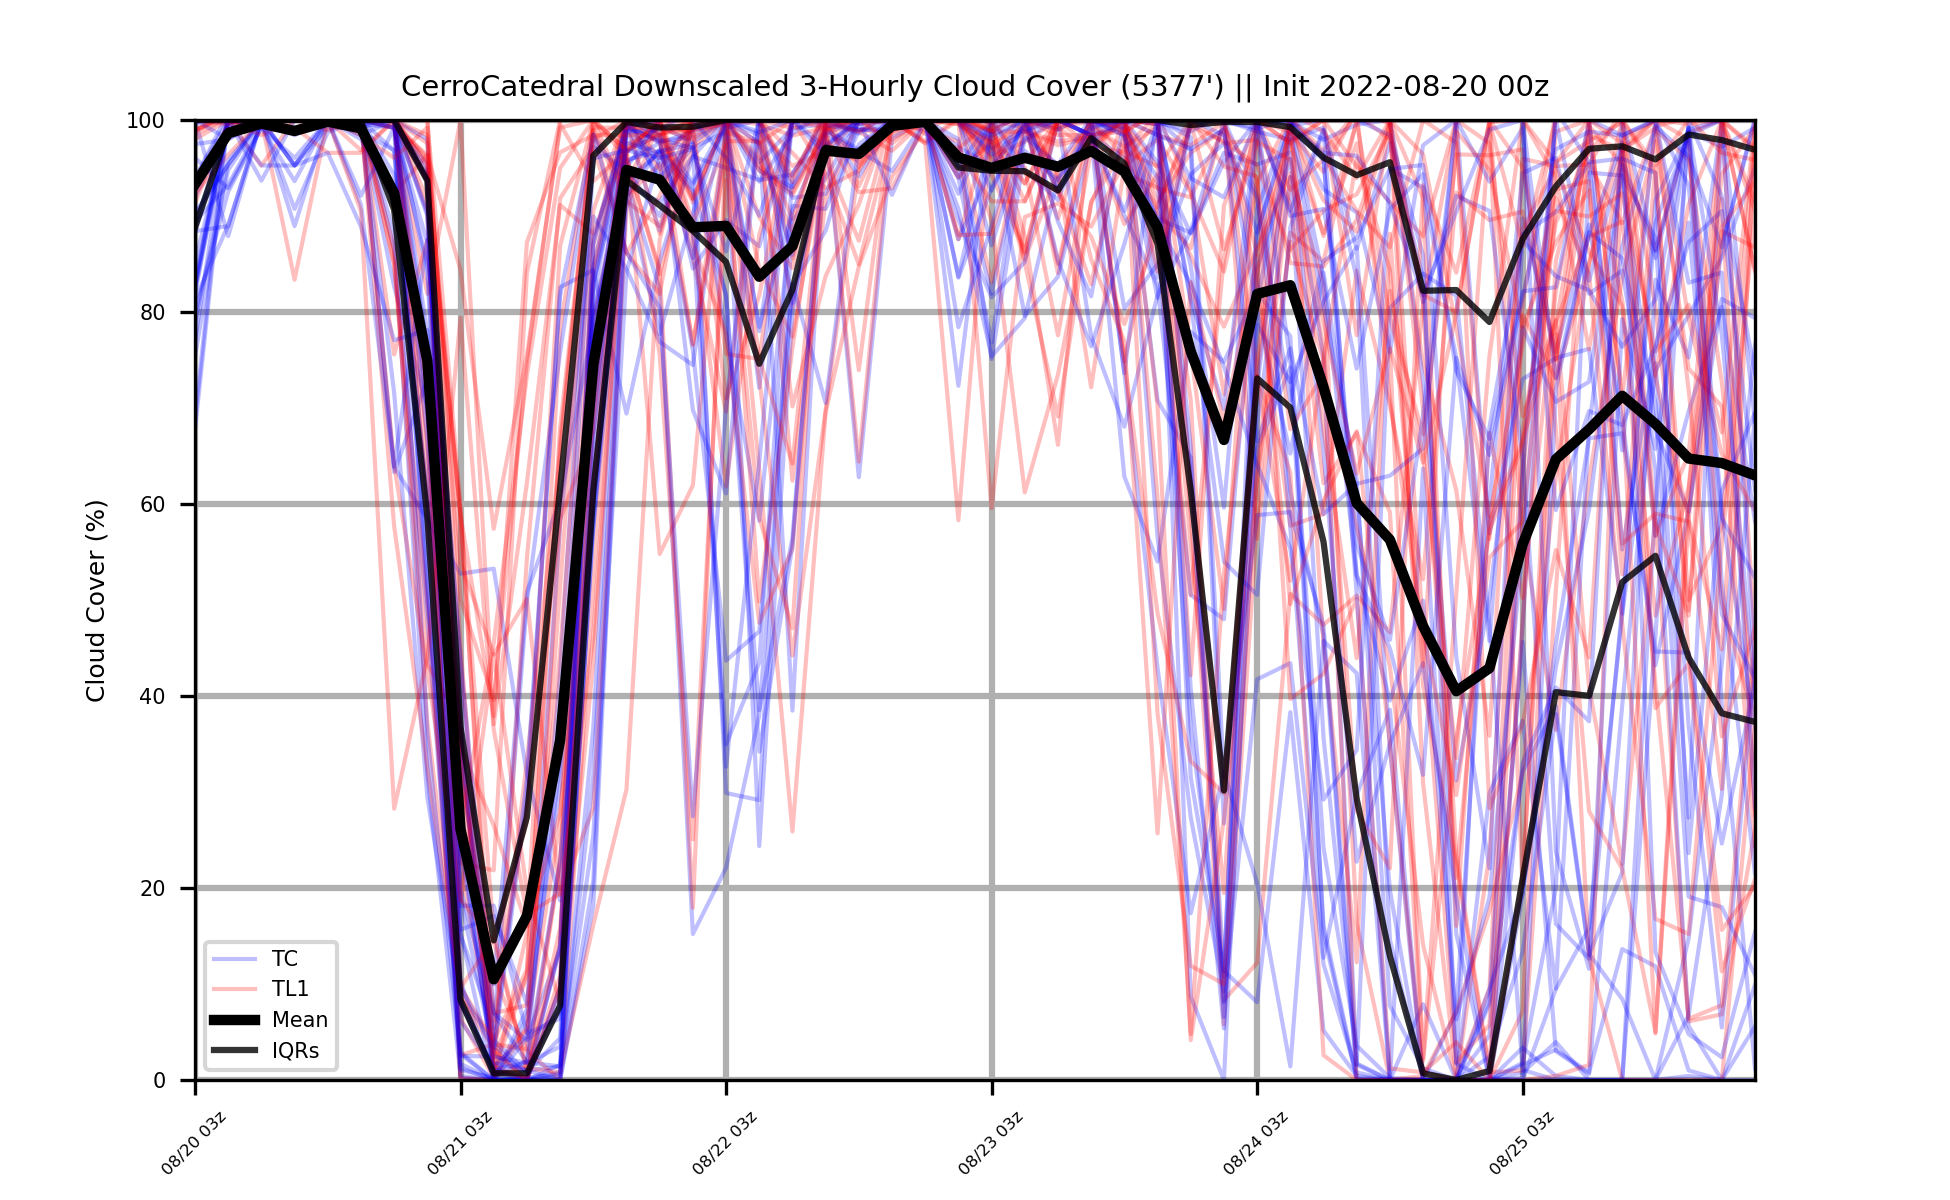 CerroCatedral Downscaled 3-Hourly Cloud Cover (5377') || Init 2022-08-20 00z
Cloud Cover (%)
100
80
60
40
20
0
TC
TL1
Mean
IQRs
08/20 03z
08/21 03z
08/22 03z
08/23 03z
08/24 03z
08/25 03z